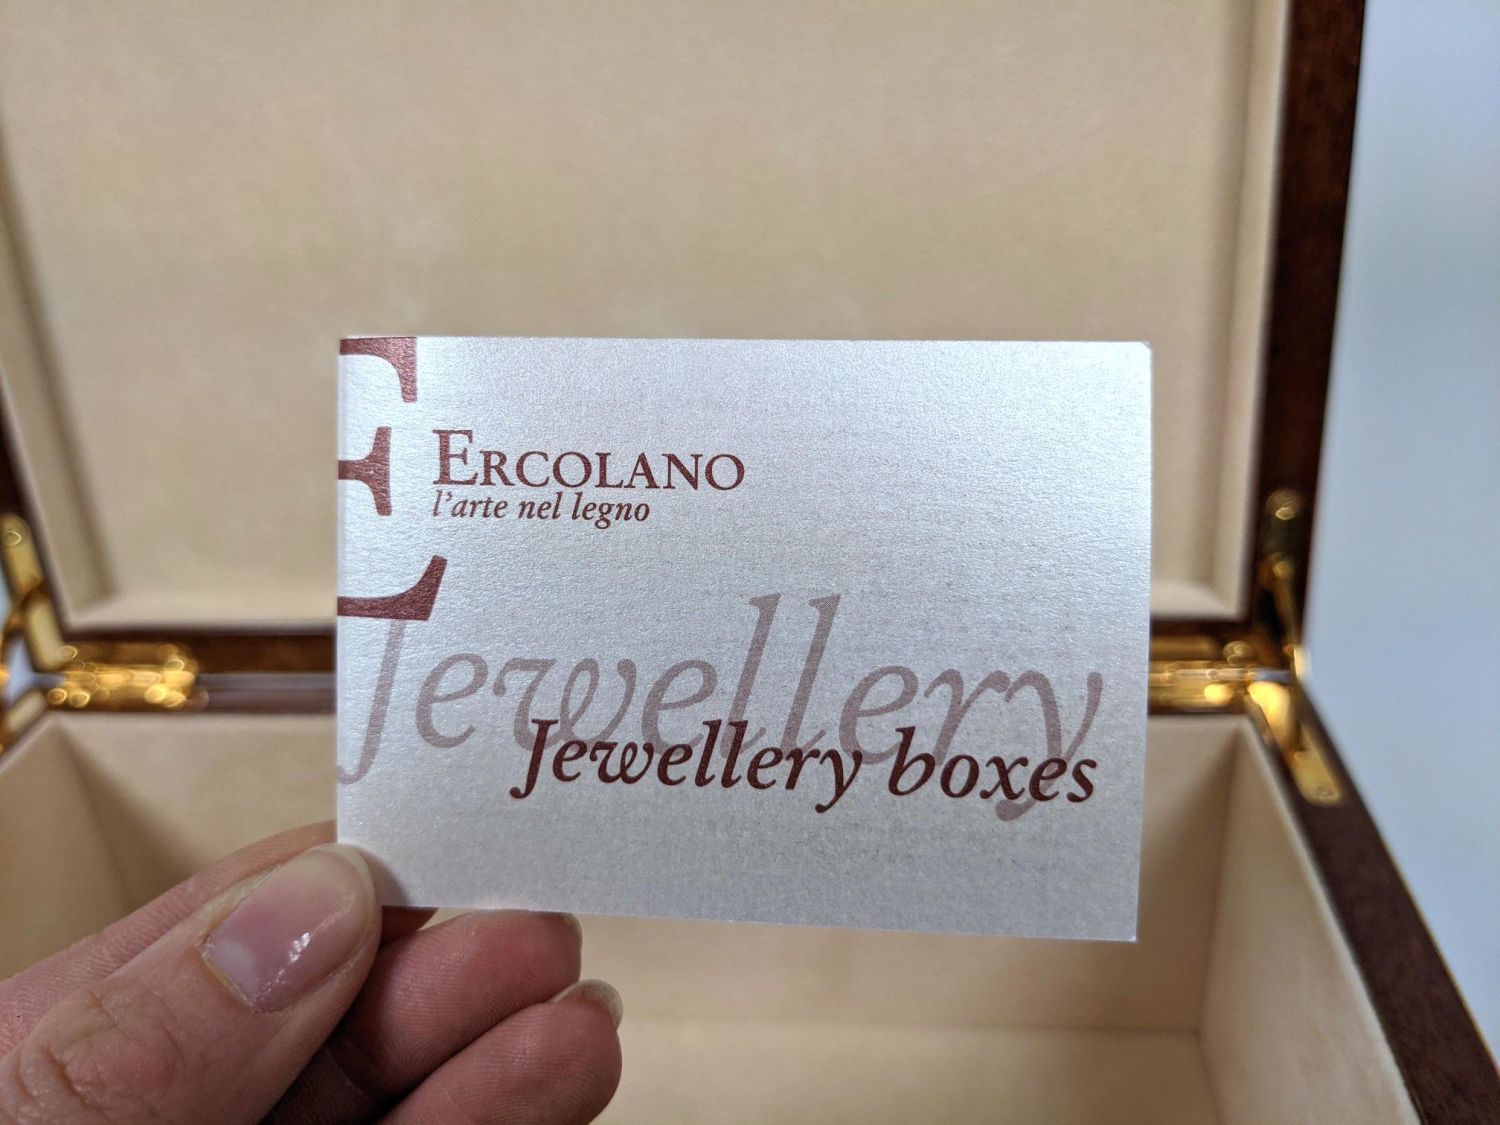 E
ERCOLANO
l'arte nel legno
Jewellery
Jewellery boxes